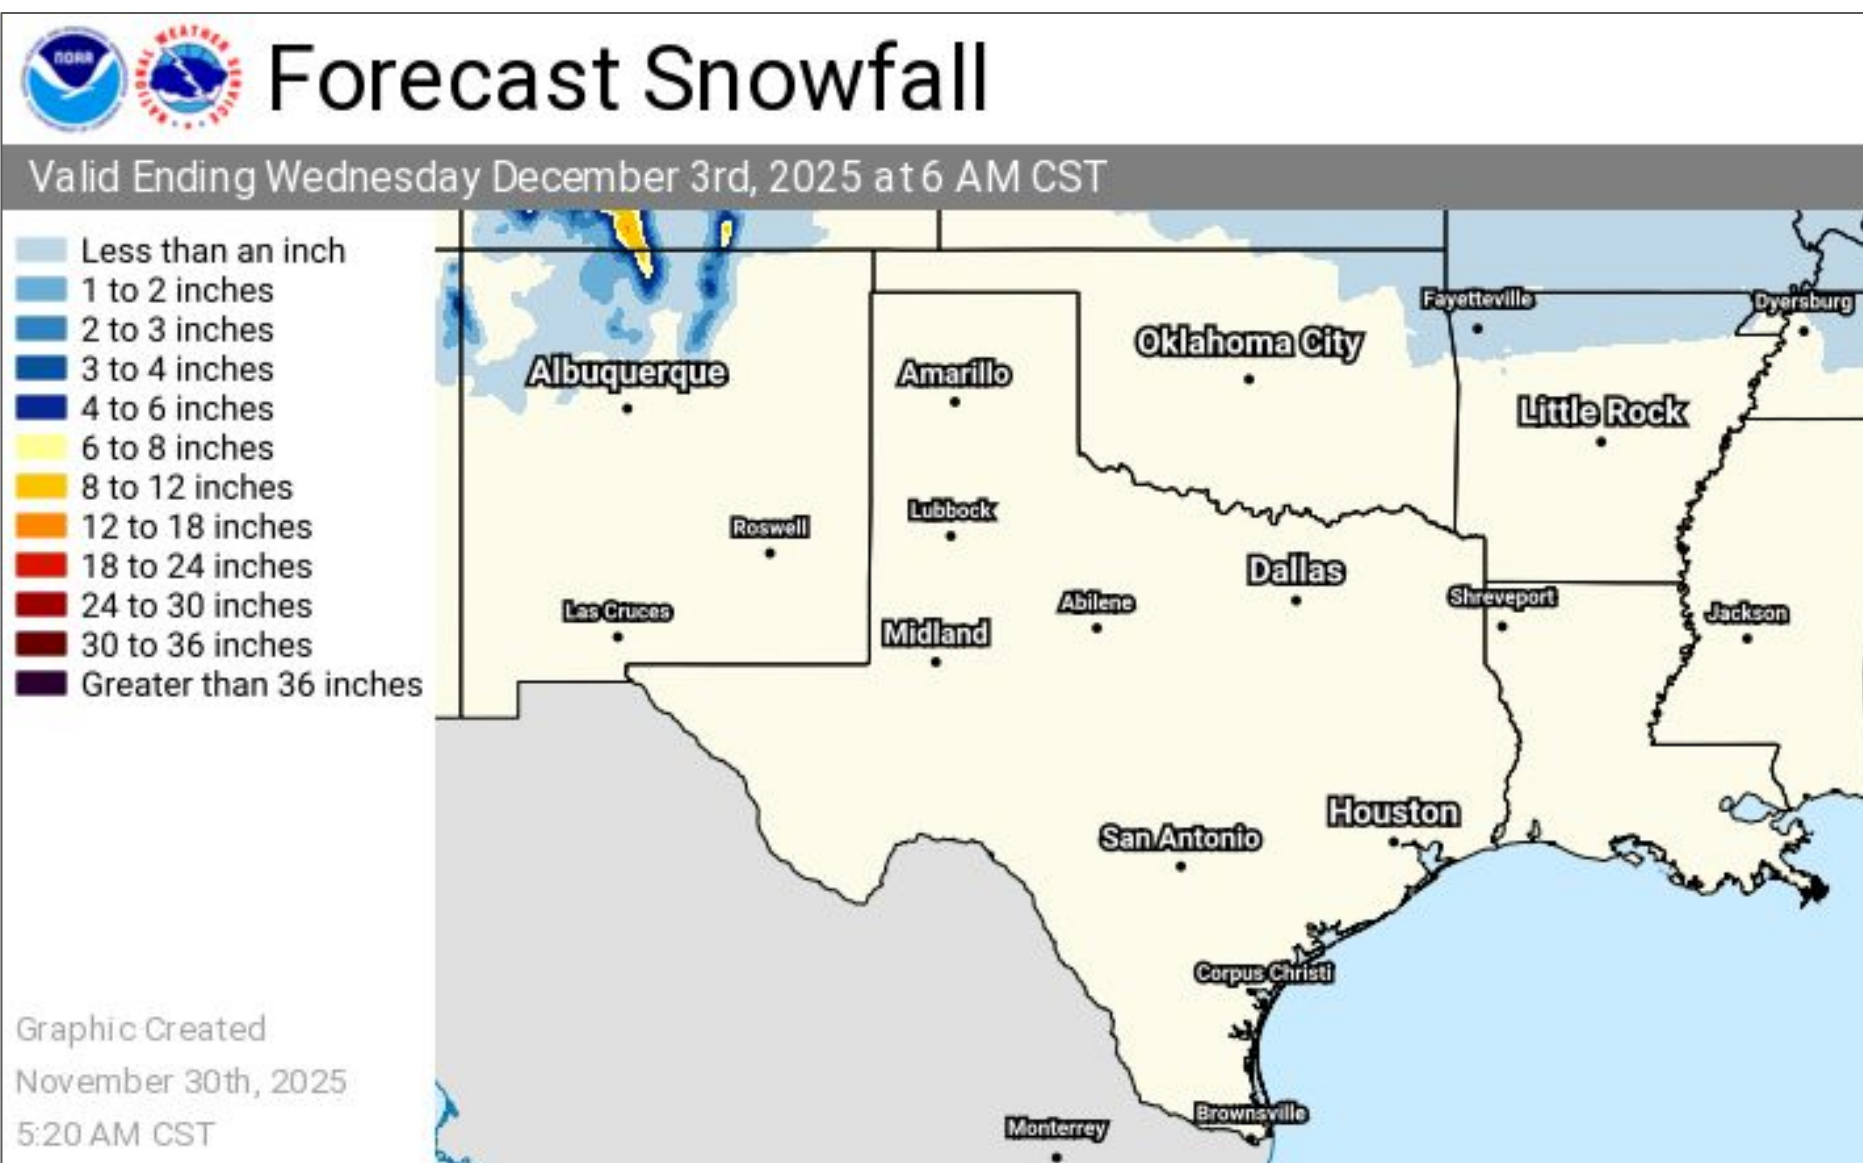 NOAA
NATIONAL WEATHER SERVICE
Forecast Snowfall
Valid Ending Wednesday December 3rd, 2025 at 6 AM CST
Less than an inch
1 to 2 inches
2 to 3 inches
3 to 4 inches
4 to 6 inches
6 to 8 inches
8 to 12 inches
12 to 18 inches
18 to 24 inches
24 to 30 inches
30 to 36 inches
Greater than 36 inches
Graphic Created
November 30th, 2025
5:20 AM CST
Fayetteville
Dyersburg
Oklahoma City
Albuquerque
Amarillo
Little Rock
Lubbock
Roswell
Dallas
Shreveport
Abilene
Las Cruces
Jackson
Midland
Houston
San Antonio
Corpus Christi
Brownsville
Monterrey